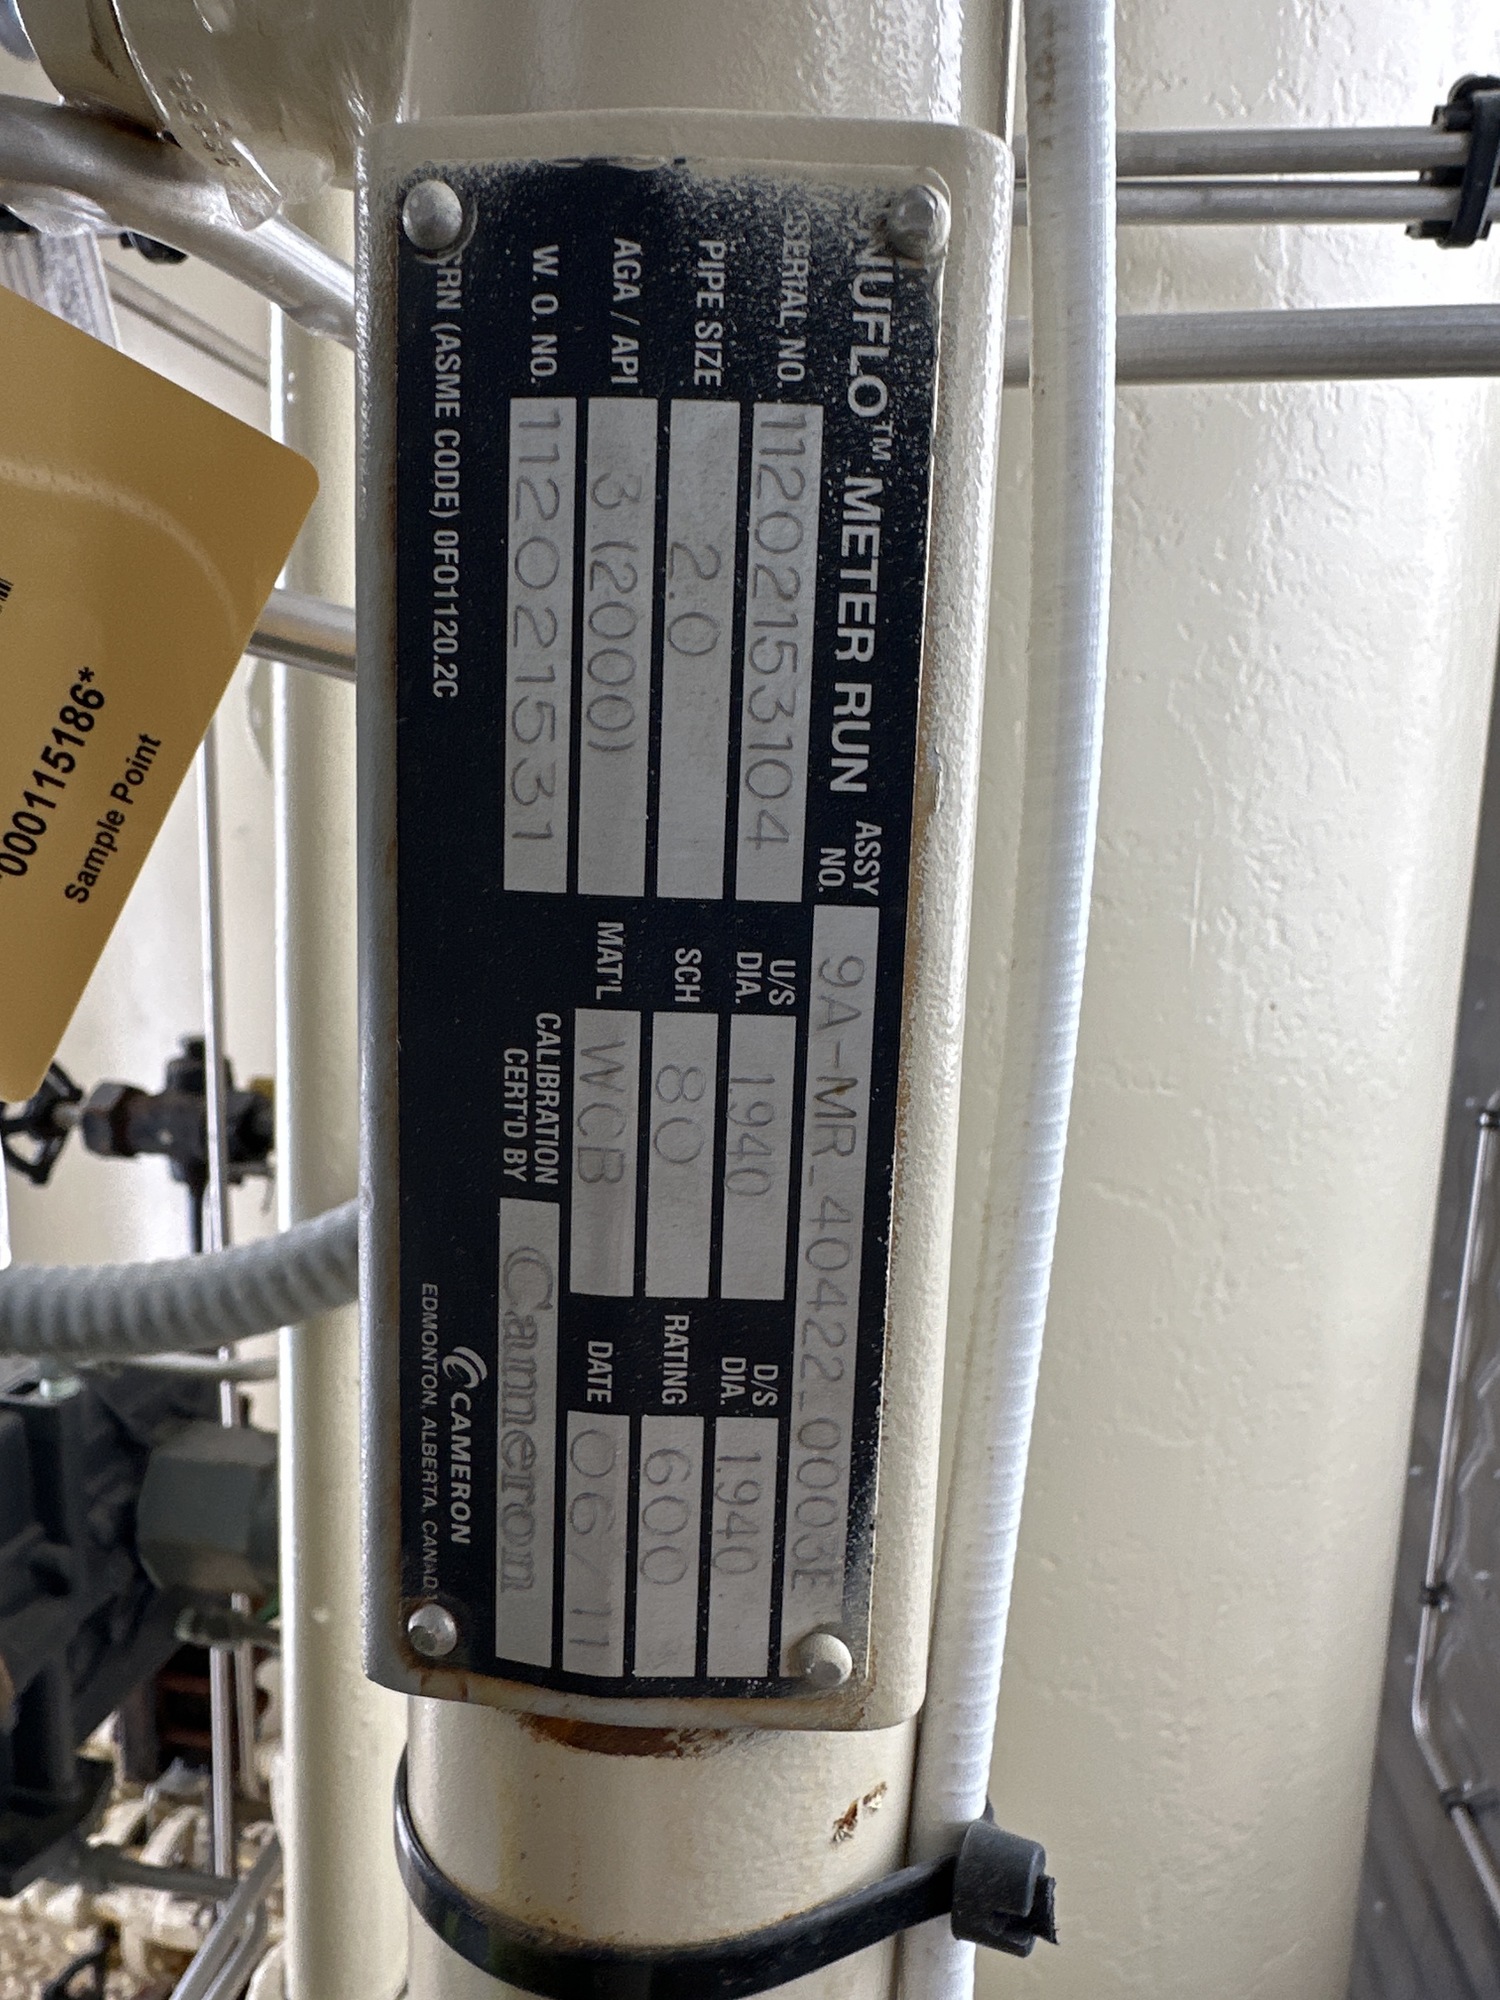 NUFLO™ METER RUN
ASSY NO. 9A-MR_40422_0003E
SERIAL NO. 11202153104
U/S DIA. 1.940
D/S DIA. 1.940
PIPE SIZE 2.0
SCH 80
RATING 600
AGA / API 3 (2000)
MAT'L WCB
DATE 06/11
W. O. NO. 112021531
CALIBRATION CERT'D BY Cameron
CRN (ASME CODE) 0F01120.2C
CAMERON
EDMONTON, ALBERTA, CANADA
*000115186*
Sample Point